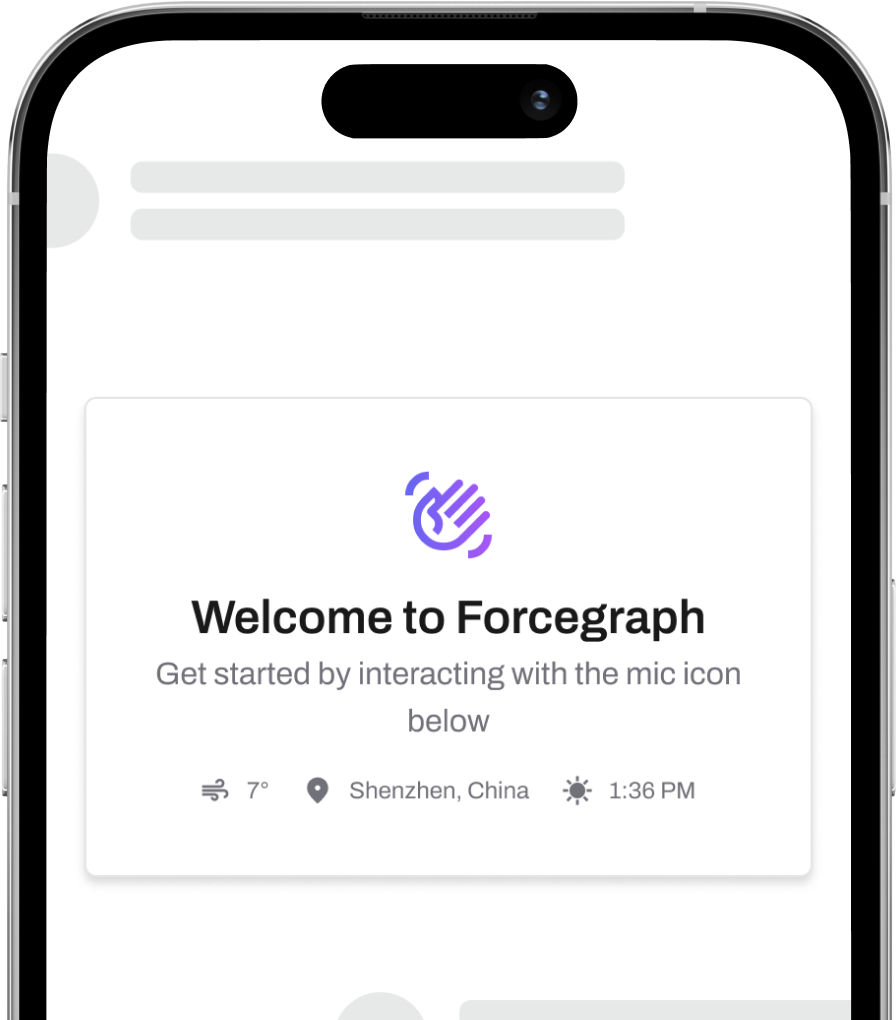 Welcome to Forcegraph
Get started by interacting with the mic icon
below
7° Shenzhen, China 1:36 PM